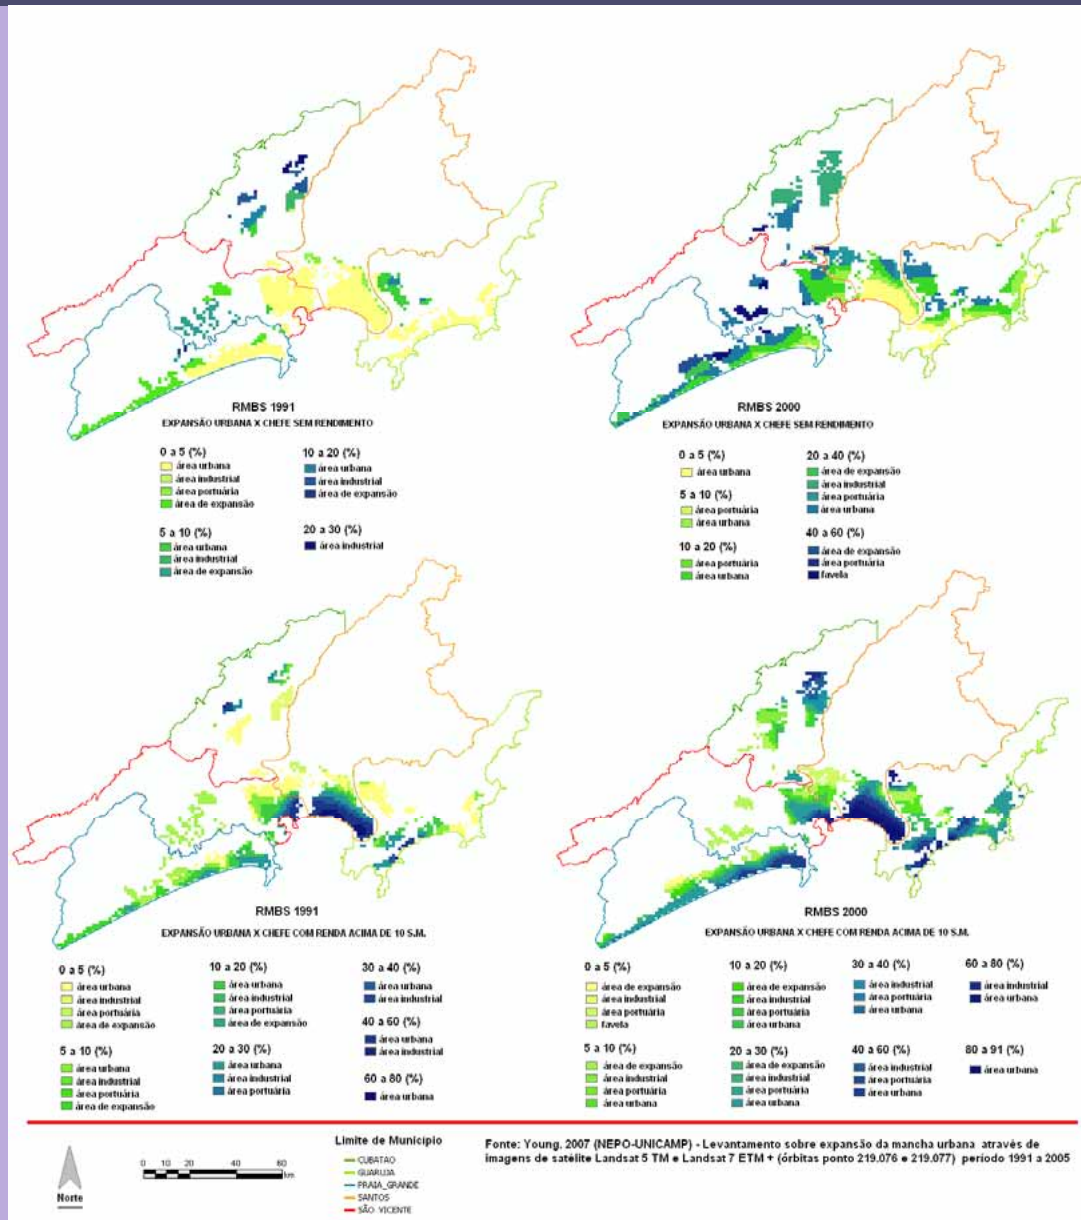 RMBS 1991
EXPANSÃO URBANA X CHEFE SEM RENDIMENTO
0 a 5 (%)
área urbana
área industrial
área portuária
área de expansão
5 a 10 (%)
área urbana
área industrial
área de expansão
10 a 20 (%)
área urbana
área industrial
área de expansão
20 a 30 (%)
área industrial
RMBS 2000
EXPANSÃO URBANA X CHEFE SEM RENDIMENTO
0 a 5 (%)
área urbana
5 a 10 (%)
área portuária
área urbana
10 a 20 (%)
área portuária
área urbana
20 a 40 (%)
área de expansão
área industrial
área portuária
área urbana
40 a 60 (%)
área de expansão
área portuária
favela
RMBS 1991
EXPANSÃO URBANA X CHEFE COM RENDA ACIMA DE 10 S.M.
0 a 5 (%)
área urbana
área industrial
área portuária
área de expansão
5 a 10 (%)
área urbana
área industrial
área portuária
área de expansão
10 a 20 (%)
área urbana
área industrial
área portuária
área de expansão
20 a 30 (%)
área urbana
área industrial
área portuária
30 a 40 (%)
área urbana
área industrial
40 a 60 (%)
área urbana
área industrial
60 a 80 (%)
área urbana
RMBS 2000
EXPANSÃO URBANA X CHEFE COM RENDA ACIMA DE 10 S.M.
0 a 5 (%)
área de expansão
área industrial
área portuária
favela
5 a 10 (%)
área de expansão
área industrial
área portuária
área urbana
10 a 20 (%)
área de expansão
área industrial
área portuária
área urbana
20 a 30 (%)
área de expansão
área industrial
área portuária
área urbana
30 a 40 (%)
área industrial
área portuária
área urbana
40 a 60 (%)
área industrial
área portuária
área urbana
60 a 80 (%)
área industrial
área urbana
80 a 91 (%)
área urbana
Norte
0 10 20 40 60
km
Limite de Município
CUBATAO
GUARUJA
PRAIA_GRANDE
SANTOS
SÃO VICENTE
Fonte: Young, 2007 (NEPO-UNICAMP) - Levantamento sobre expansão da mancha urbana através de
imagens de satélite Landsat 5 TM e Landsat 7 ETM + (órbitas ponto 219.076 e 219.077) período 1991 a 2005